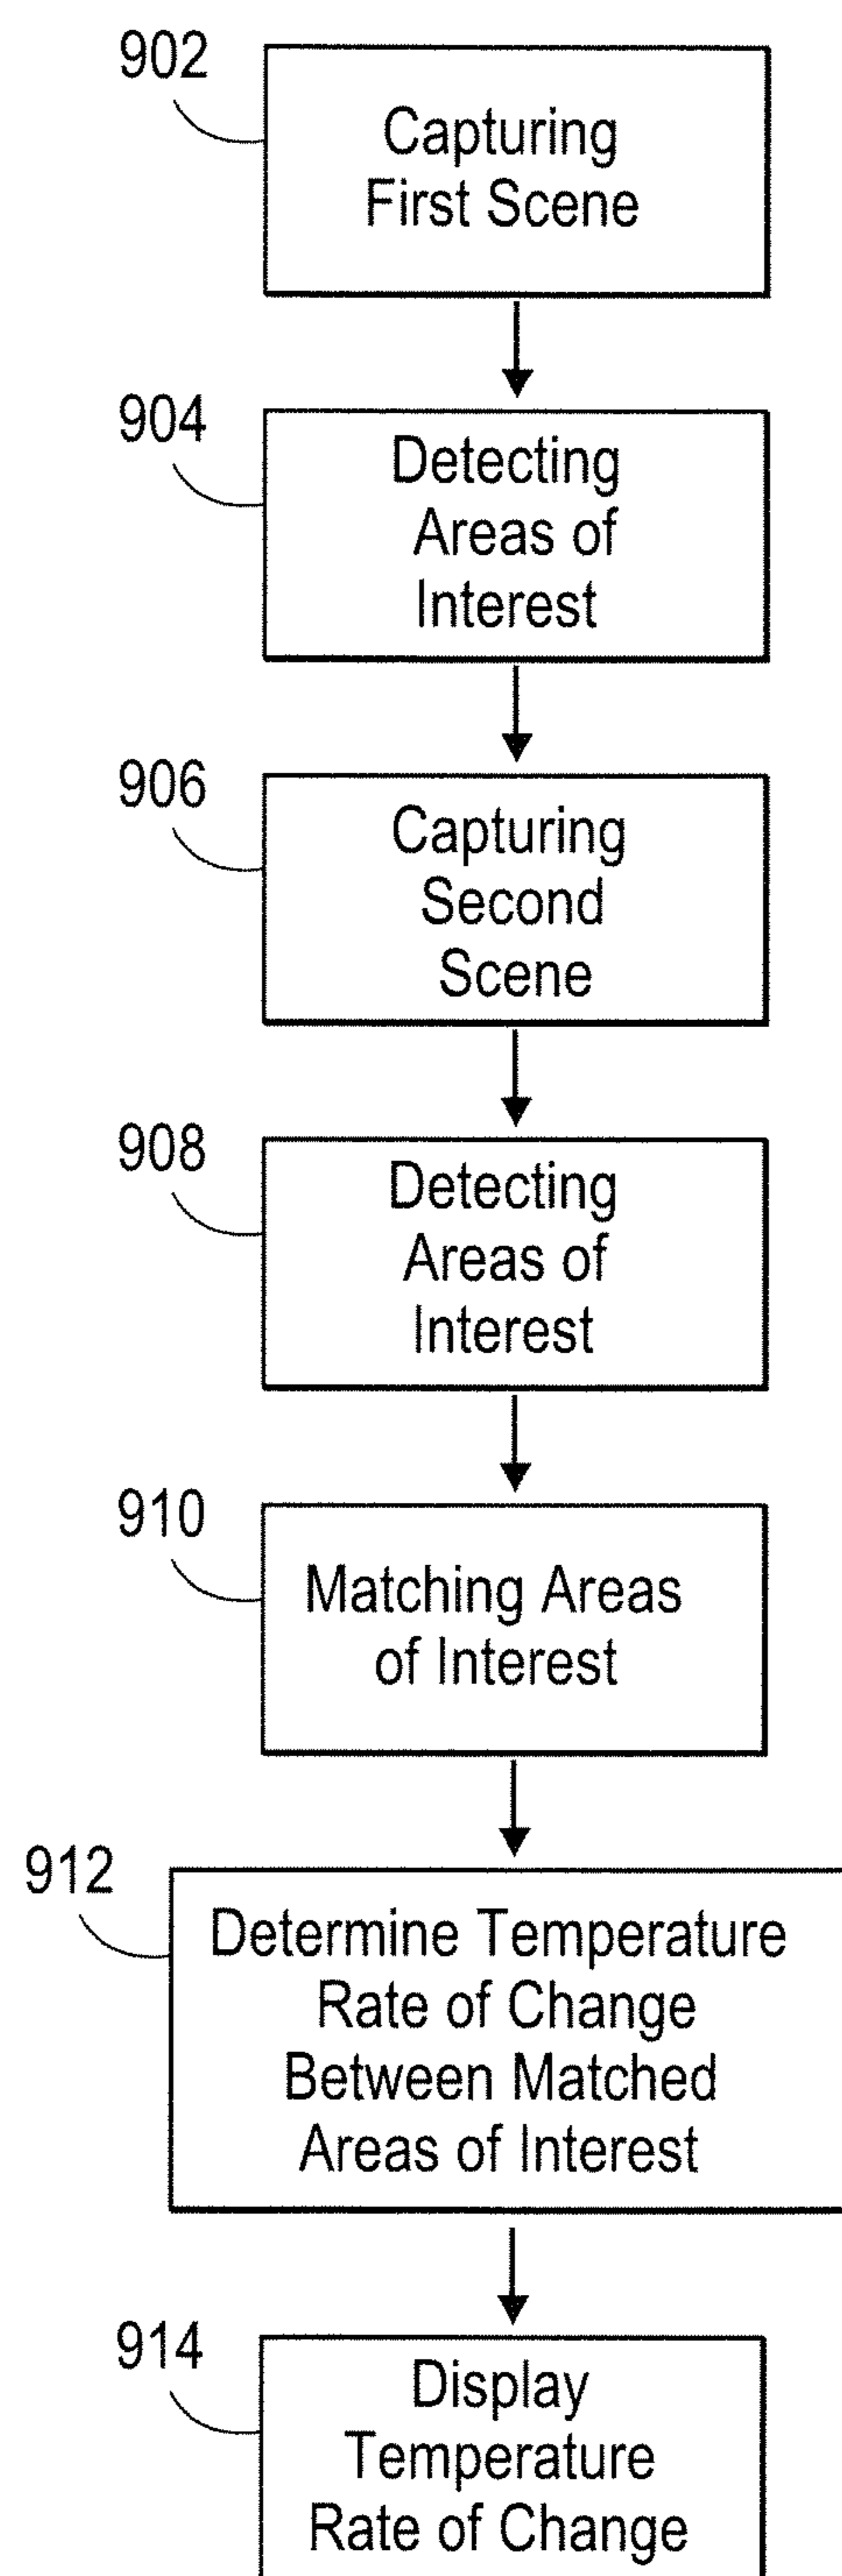 902
Capturing
First Scene
904
Detecting
Areas of
Interest
906
Capturing
Second
Scene
908
Detecting
Areas of
Interest
910
Matching Areas
of Interest
912
Determine Temperature
Rate of Change
Between Matched
Areas of Interest
914
Display
Temperature
Rate of Change